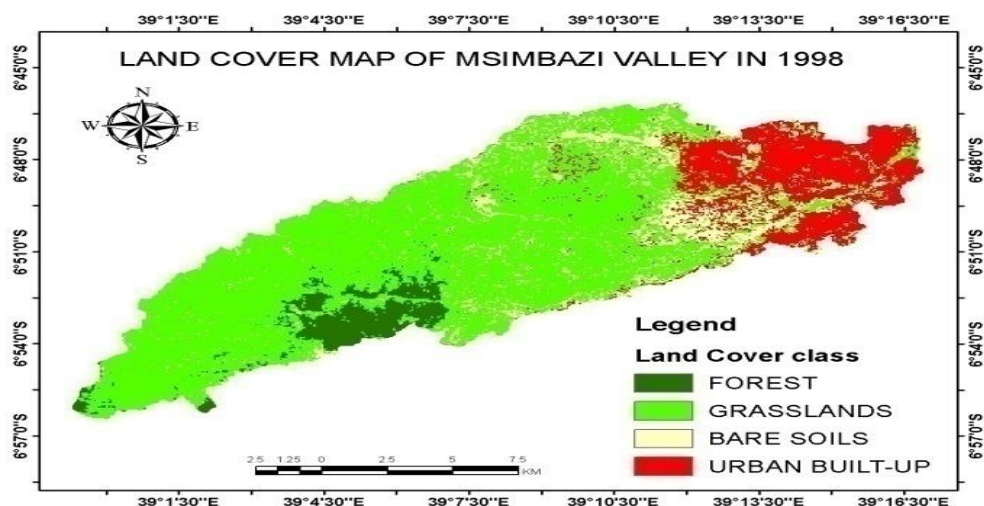 39°1'30"E 39°4'30"E 39°7'30"E 39°10'30"E 39°13'30"E 39°16'30"E
LAND COVER MAP OF MSIMBAZI VALLEY IN 1998
6°45'0"S 6°45'0"S
N
W E
S
6°48'0"S 6°48'0"S
6°51'0"S 6°51'0"S
Legend
6°54'0"S 6°54'0"S
Land Cover class
FOREST
GRASSLANDS
6°57'0"S BARE SOILS 6°57'0"S
2.5 1.25 0 2.5 5 7.5
KM
URBAN BUILT-UP
39°1'30"E 39°4'30"E 39°7'30"E 39°10'30"E 39°13'30"E 39°16'30"E